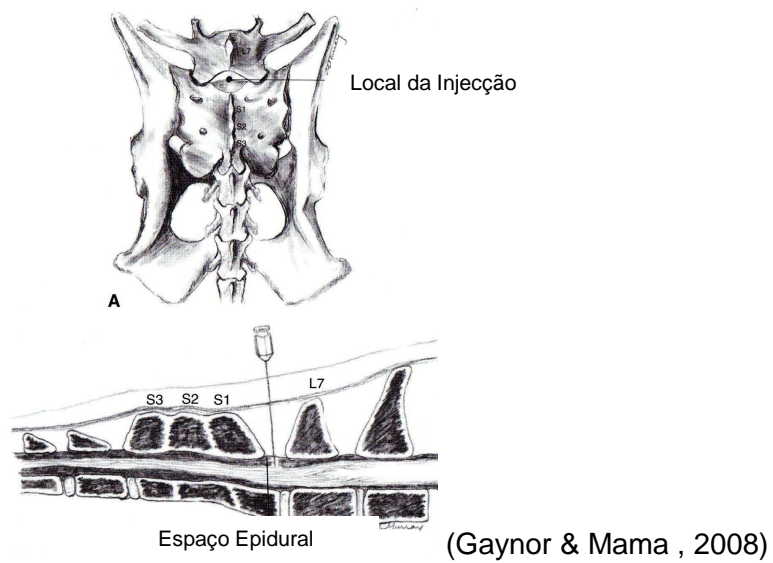 L7
Local da Injecção
S1
S2
S3
A
S3 S2 S1 L7
Espaço Epidural
(Gaynor & Mama , 2008)